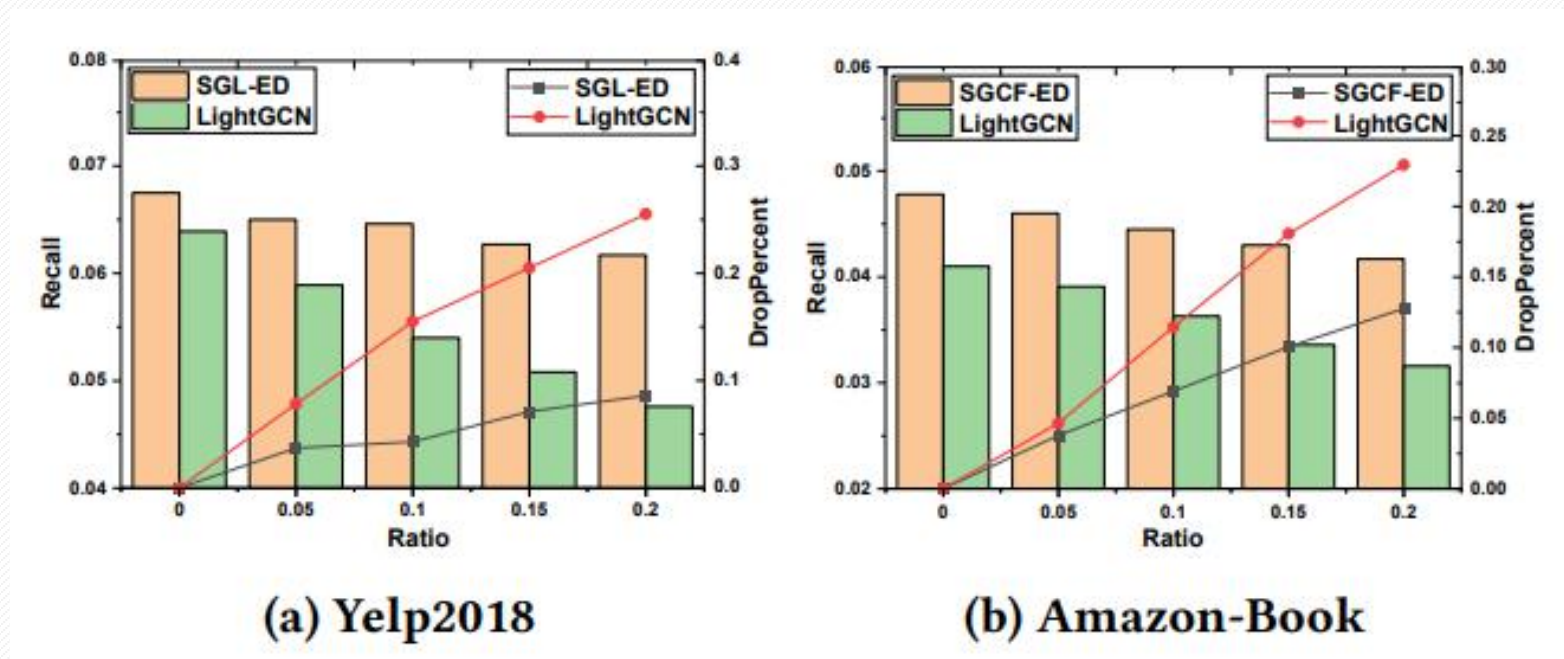 0.08
0.07
0.06
0.05
0.04
Recall
SGL-ED
LightGCN
SGL-ED
LightGCN
0.4
0.3
0.2
0.1
0.0
DropPercent
0
0.05
0.1
0.15
0.2
Ratio
(a) Yelp2018
0.06
0.05
0.04
0.03
0.02
Recall
SGCF-ED
LightGCN
SGCF-ED
LightGCN
0.30
0.25
0.20
0.15
0.10
0.05
0.00
DropPercent
0
0.05
0.1
0.15
0.2
Ratio
(b) Amazon-Book